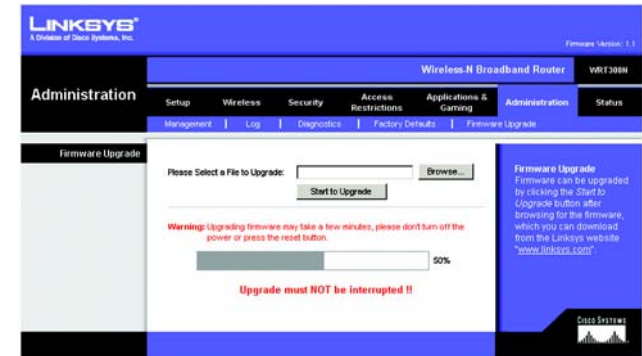 LINKSYS®
A Division of Cisco Systems, Inc.
Firmware Version: 1.1
Wireless-N Broadband Router
WRT300N
Administration
Setup
Wireless
Security
Access
Restrictions
Applications &
Gaming
Administration
Status
Management | Log | Diagnostics | Factory Defaults | Firmware Upgrade
Firmware Upgrade
Please Select a File to Upgrade:
Browse...
Start to Upgrade
Warning: Upgrading firmware may take a few minutes, please don't turn off the
power or press the reset button.
50%
Upgrade must NOT be interrupted !!
Firmware Upgrade
Firmware can be upgraded
by clicking the Start to
Upgrade button after
browsing for the firmware,
which you can download
from the Linksys website
"www.linksys.com".
CISCO SYSTEMS